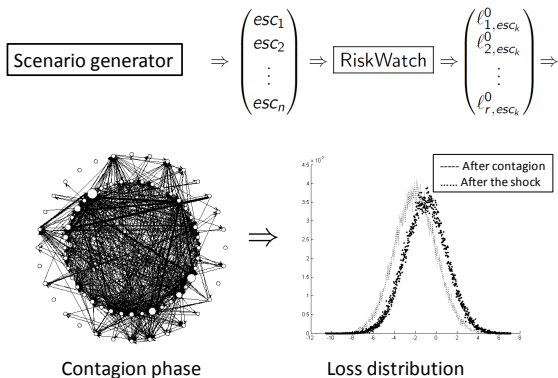 Scenario generator ⇒ (esc₁ esc₂ ⋮ escₙ) ⇒ RiskWatch ⇒ (ℓ⁰₁,escₖ ℓ⁰₂,escₖ ⋮ ℓ⁰ᵣ,escₖ) ⇒
⇒
After contagion
After the shock
4.5
4
3.5
3
2.5
2
1.5
1
0.5
0
-12 -10 -8 -6 -4 -2 0 2 4 6 8
Contagion phase
Loss distribution